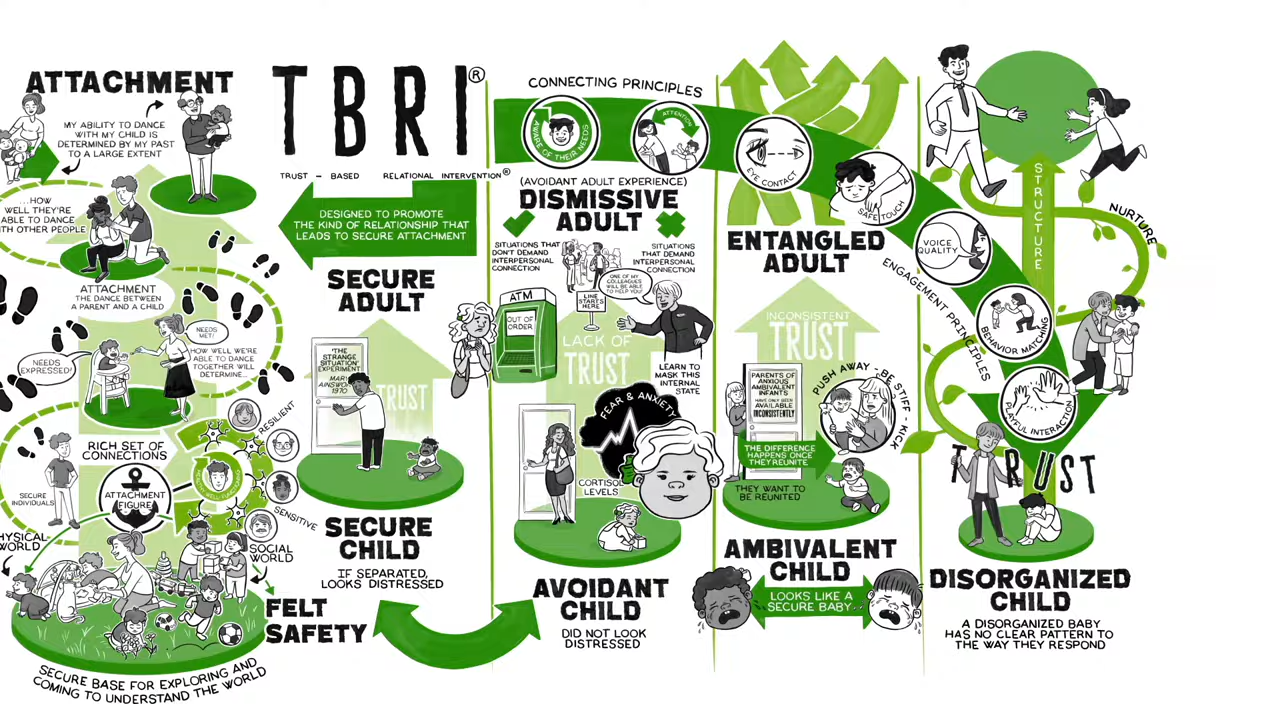 ATTACHMENT
MY ABILITY TO DANCE
WITH MY CHILD IS
DETERMINED BY MY PAST
TO A LARGE EXTENT
...HOW
WELL THEY'RE
ABLE TO DANCE
WITH OTHER PEOPLE
ATTACHMENT
THE DANCE BETWEEN
A PARENT AND A CHILD
NEEDS
MET!
NEEDS
EXPRESSED!
HOW WELL WE'RE
ABLE TO DANCE
TOGETHER WILL
DETERMINE...
RICH SET OF
CONNECTIONS
RESILIENT
SECURE
INDIVIDUALS
ATTACHMENT
FIGURE
SENSITIVE
PHYSICAL
WORLD
SOCIAL
WORLD
FELT
SAFETY
SECURE BASE FOR EXPLORING AND
COMING TO UNDERSTAND THE WORLD
TBRI®
TRUST - BASED RELATIONAL INTERVENTION®
DESIGNED TO PROMOTE
THE KIND OF RELATIONSHIP THAT
LEADS TO SECURE ATTACHMENT
SECURE
ADULT
"THE
STRANGE
SITUATION"
EXPERIMENT
1970
TRUST
SECURE
CHILD
IF SEPARATED,
LOOKS DISTRESSED
CONNECTING PRINCIPLES
AWARE OF THEIR NEEDS
ATTENTION
EYE CONTACT
SAFE TOUCH
VOICE
QUALITY
BEHAVIOR MATCHING
PLAYFUL INTERACTION
ENGAGEMENT PRINCIPLES
(AVOIDANT ADULT EXPERIENCE)
DISMISSIVE
ADULT
SITUATIONS THAT
DON'T DEMAND
INTERPERSONAL
CONNECTION
SITUATIONS
THAT DEMAND
INTERPERSONAL
CONNECTION
ONE OF MY
COLLEAGUES
WILL BE ABLE
TO HELP YOU!
ATM
OUT OF
ORDER
LINE
STARTS
HERE
LACK OF
TRUST
LEARN TO
MASK THIS
INTERNAL
STATE
FEAR & ANXIETY
CORTISOL
LEVELS
AVOIDANT
CHILD
DID NOT LOOK
DISTRESSED
ENTANGLED
ADULT
INCONSISTENT
TRUST
PARENTS OF
ANXIOUS
AMBIVALENT
INFANTS
HAVE ONLY BEEN
AVAILABLE
INCONSISTENTLY
PUSH AWAY - BE STIFF - KICK
THE DIFFERENCE
HAPPENS ONCE
THEY REUNITE
THEY WANT TO
BE REUNITED
AMBIVALENT
CHILD
LOOKS LIKE A
SECURE BABY...
STRUCTURE
NURTURE
TRUST
DISORGANIZED
CHILD
A DISORGANIZED BABY
HAS NO CLEAR PATTERN TO
THE WAY THEY RESPOND